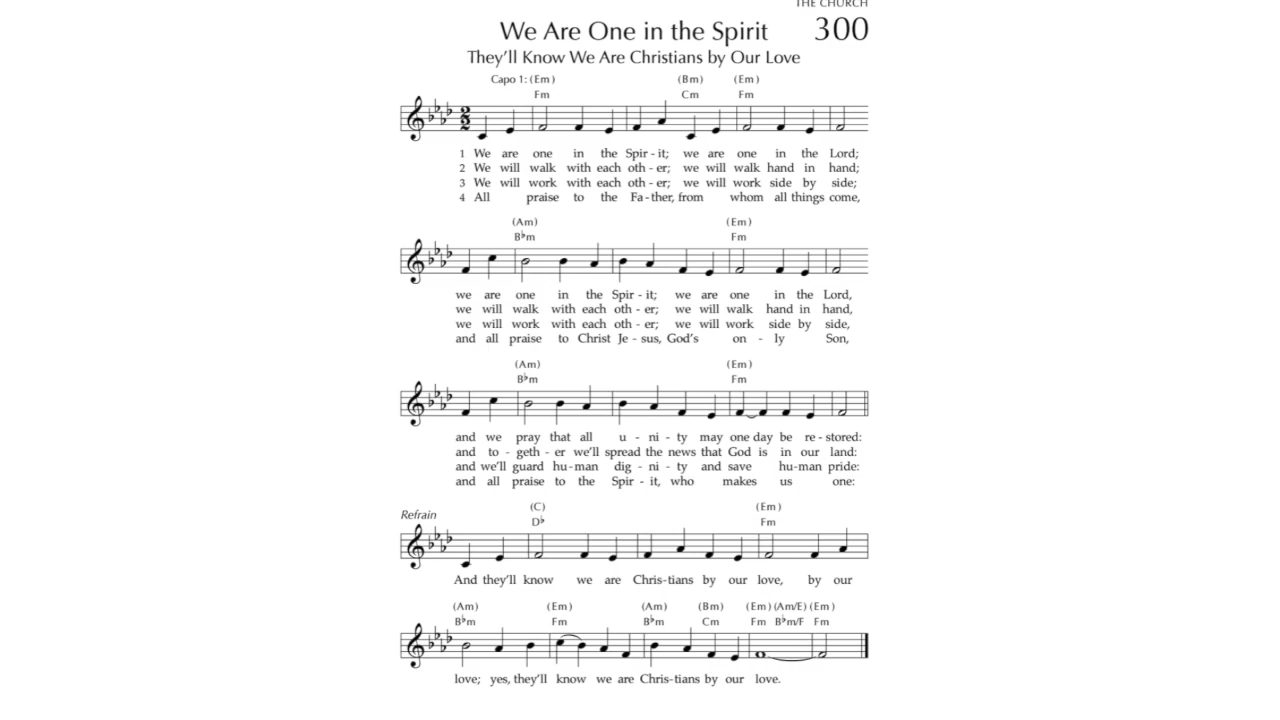 THE CHURCH
We Are One in the Spirit 300
They'll Know We Are Christians by Our Love
Capo 1: (Em) (Bm) (Em)
Fm Cm Fm
1 We are one in the Spir - it; we are one in the Lord;
2 We will walk with each oth - er; we will walk hand in hand;
3 We will work with each oth - er; we will work side by side;
4 All praise to the Fa - ther, from whom all things come,
(Am) (Em)
B♭m Fm
we are one in the Spir - it; we are one in the Lord,
we will walk with each oth - er; we will walk hand in hand,
we will work with each oth - er; we will work side by side,
and all praise to Christ Je - sus, God's on - ly Son,
(Am) (Em)
B♭m Fm
and we pray that all u - ni - ty may one day be re - stored:
and to - geth - er we'll spread the news that God is in our land:
and we'll guard hu - man dig - ni - ty and save hu - man pride:
and all praise to the Spir - it, who makes us one:
Refrain (C) (Em)
D♭ Fm
And they'll know we are Chris - tians by our love, by our
(Am) (Em) (Am) (Bm) (Em) (Am/E) (Em)
B♭m Fm B♭m Cm Fm B♭m/F Fm
love; yes, they'll know we are Chris - tians by our love.